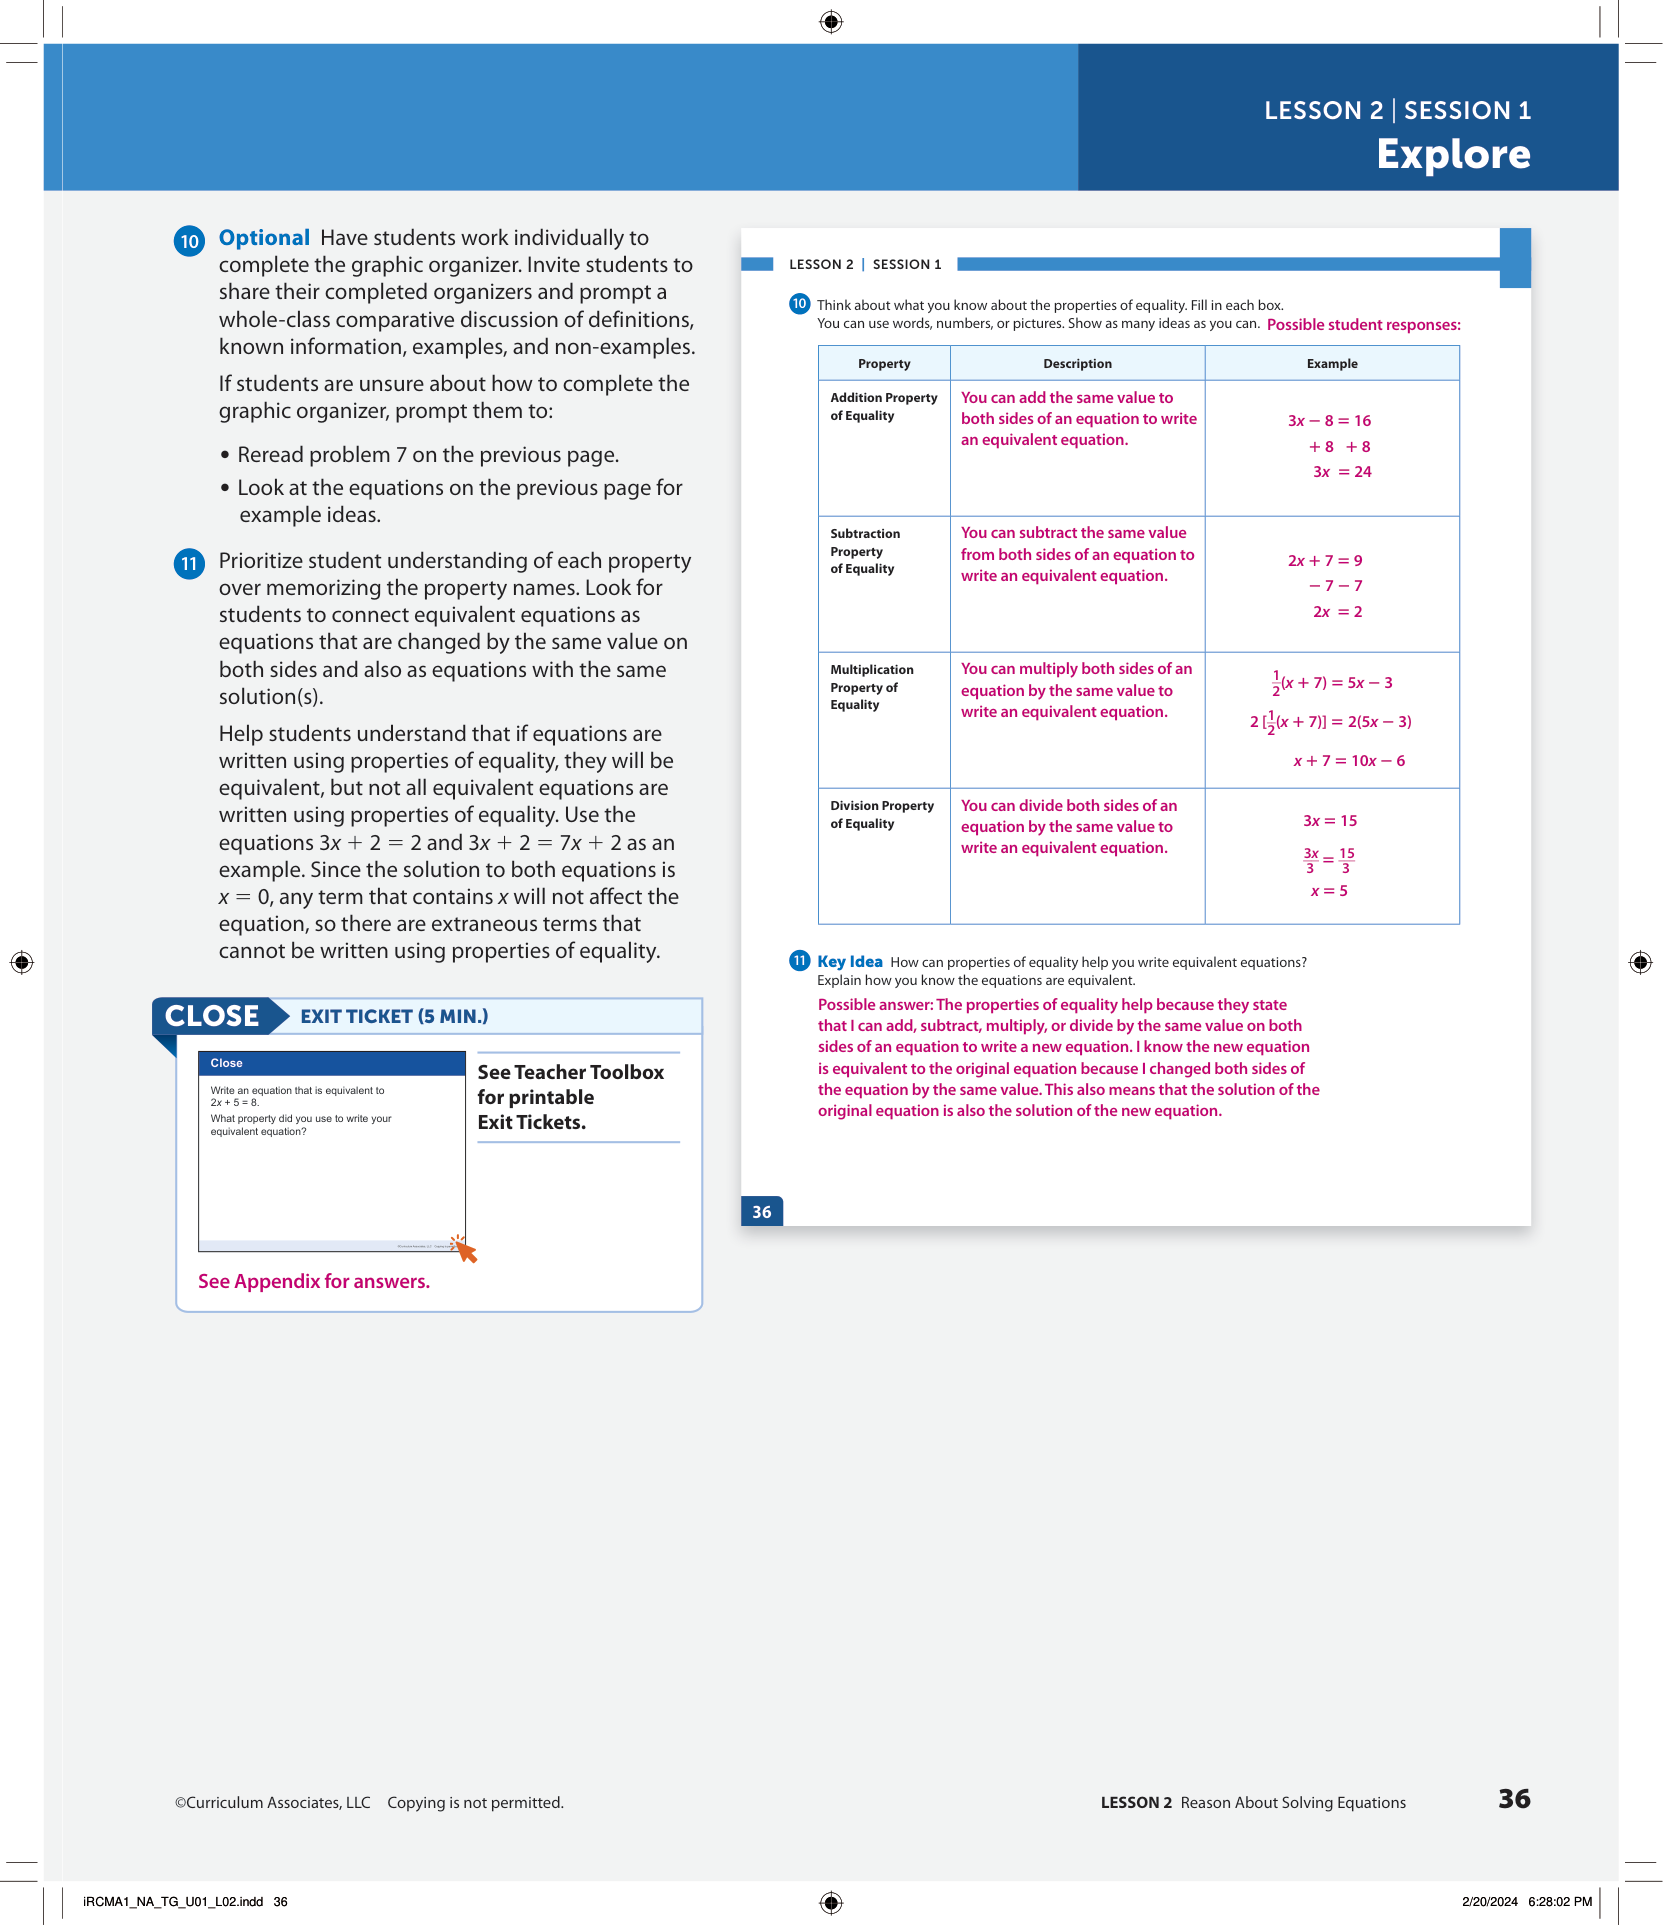 LESSON 2 | SESSION 1
Explore
10 Optional Have students work individually to
complete the graphic organizer. Invite students to
share their completed organizers and prompt a
whole-class comparative discussion of definitions,
known information, examples, and non-examples.
If students are unsure about how to complete the
graphic organizer, prompt them to:
• Reread problem 7 on the previous page.
• Look at the equations on the previous page for
example ideas.
11 Prioritize student understanding of each property
over memorizing the property names. Look for
students to connect equivalent equations as
equations that are changed by the same value on
both sides and also as equations with the same
solution(s).
Help students understand that if equations are
written using properties of equality, they will be
equivalent, but not all equivalent equations are
written using properties of equality. Use the
equations 3x + 2 = 2 and 3x + 2 = 7x + 2 as an
example. Since the solution to both equations is
x = 0, any term that contains x will not affect the
equation, so there are extraneous terms that
cannot be written using properties of equality.
CLOSE EXIT TICKET (5 MIN.)
Close
Write an equation that is equivalent to
2x + 5 = 8.
What property did you use to write your
equivalent equation?
See Teacher Toolbox
for printable
Exit Tickets.
See Appendix for answers.
LESSON 2 | SESSION 1
10 Think about what you know about the properties of equality. Fill in each box.
You can use words, numbers, or pictures. Show as many ideas as you can. Possible student responses:
Property Description Example
Addition Property
of Equality
You can add the same value to
both sides of an equation to write
an equivalent equation.
3x − 8 = 16
+ 8 + 8
3x = 24
Subtraction
Property
of Equality
You can subtract the same value
from both sides of an equation to
write an equivalent equation.
2x + 7 = 9
− 7 − 7
2x = 2
Multiplication
Property of
Equality
You can multiply both sides of an
equation by the same value to
write an equivalent equation.
1/2(x + 7) = 5x − 3
2 [1/2(x + 7)] = 2(5x − 3)
x + 7 = 10x − 6
Division Property
of Equality
You can divide both sides of an
equation by the same value to
write an equivalent equation.
3x = 15
3x/3 = 15/3
x = 5
11 Key Idea How can properties of equality help you write equivalent equations?
Explain how you know the equations are equivalent.
Possible answer: The properties of equality help because they state
that I can add, subtract, multiply, or divide by the same value on both
sides of an equation to write a new equation. I know the new equation
is equivalent to the original equation because I changed both sides of
the equation by the same value. This also means that the solution of the
original equation is also the solution of the new equation.
36
©Curriculum Associates, LLC Copying is not permitted.
LESSON 2 Reason About Solving Equations 36
iRCMA1_NA_TG_U01_L02.indd 36
2/20/2024 6:28:02 PM